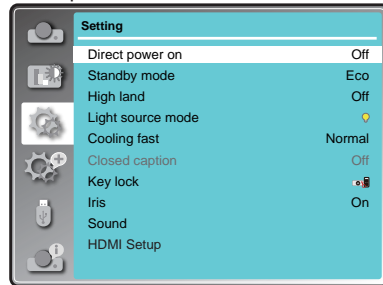 Setting
Direct power on Off
Standby mode Eco
High land Off
Light source mode
Cooling fast Normal
Closed caption Off
Key lock
Iris On
Sound
HDMI Setup